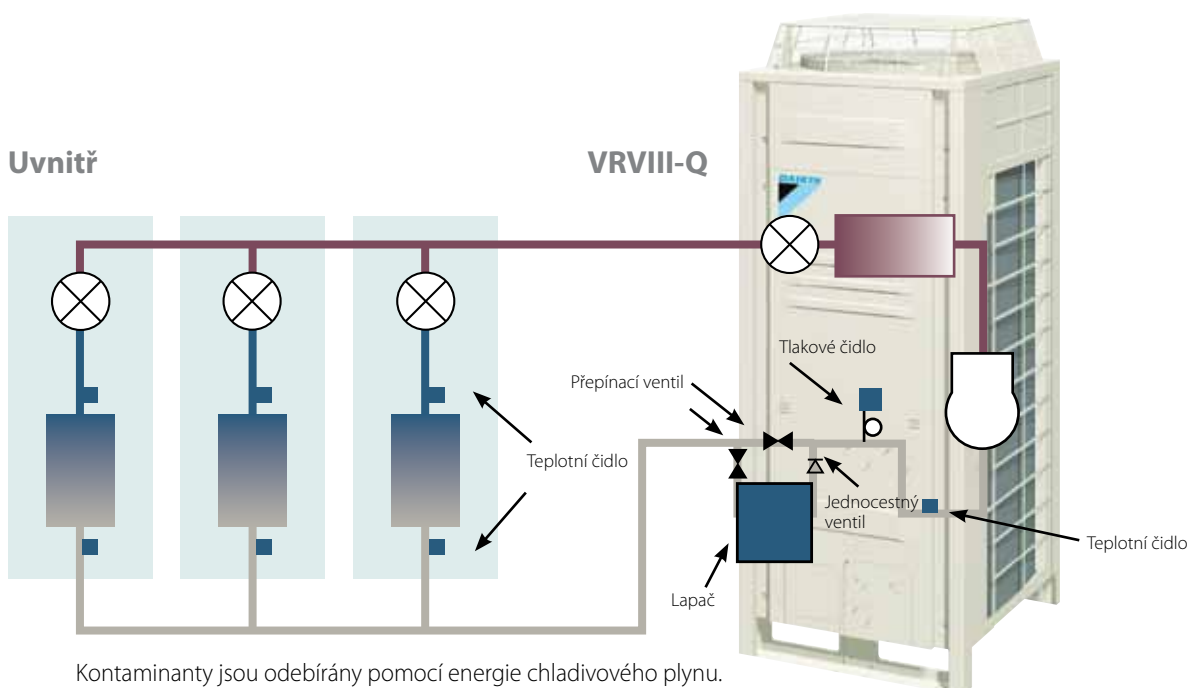 Uvnitř
VRVIII-Q
DAIKIN
Tlakové čidlo
Přepínací ventil
Teplotní čidlo
Jednocestný
ventil
Teplotní čidlo
Lapač
Kontaminanty jsou odebírány pomocí energie chladivového plynu.